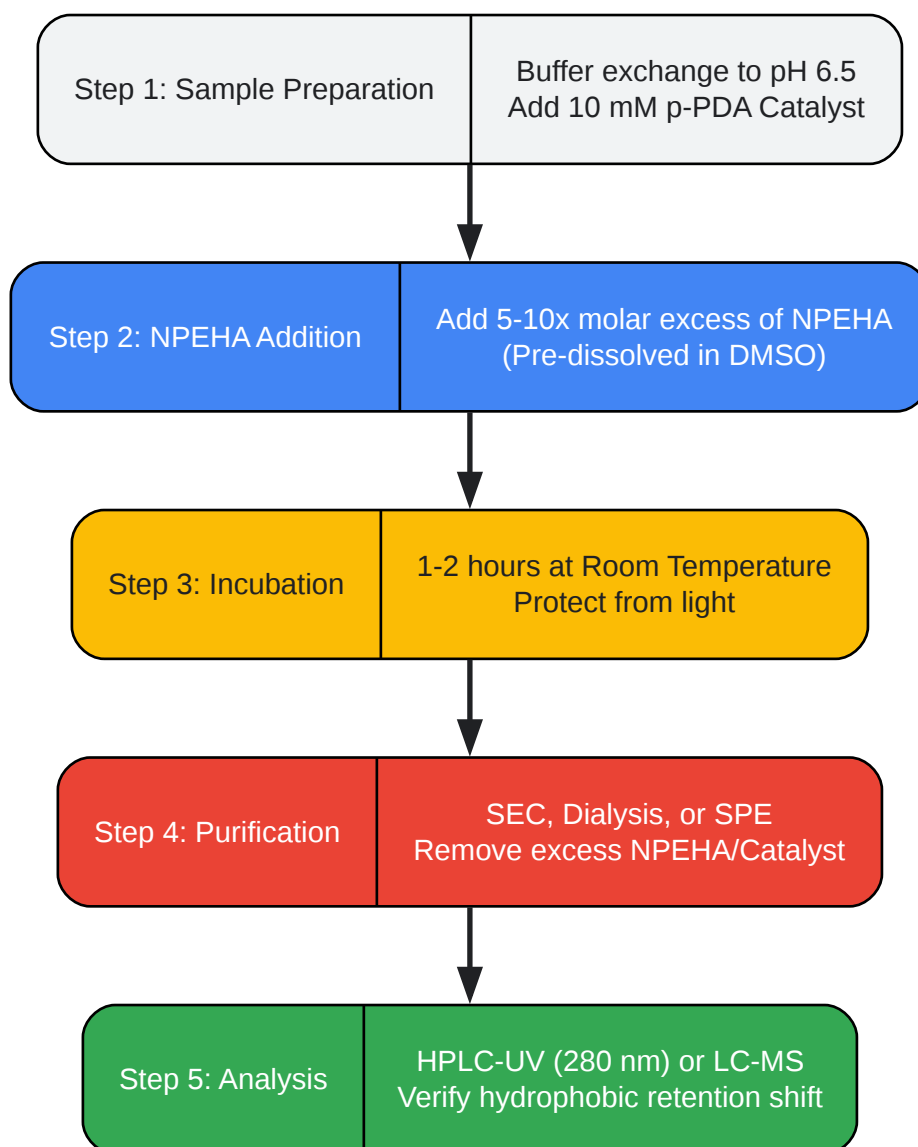 Step 1: Sample Preparation
Buffer exchange to pH 6.5
Add 10 mM p-PDA Catalyst
Step 2: NPEHA Addition
Add 5-10x molar excess of NPEHA
(Pre-dissolved in DMSO)
Step 3: Incubation
1-2 hours at Room Temperature
Protect from light
Step 4: Purification
SEC, Dialysis, or SPE
Remove excess NPEHA/Catalyst
Step 5: Analysis
HPLC-UV (280 nm) or LC-MS
Verify hydrophobic retention shift